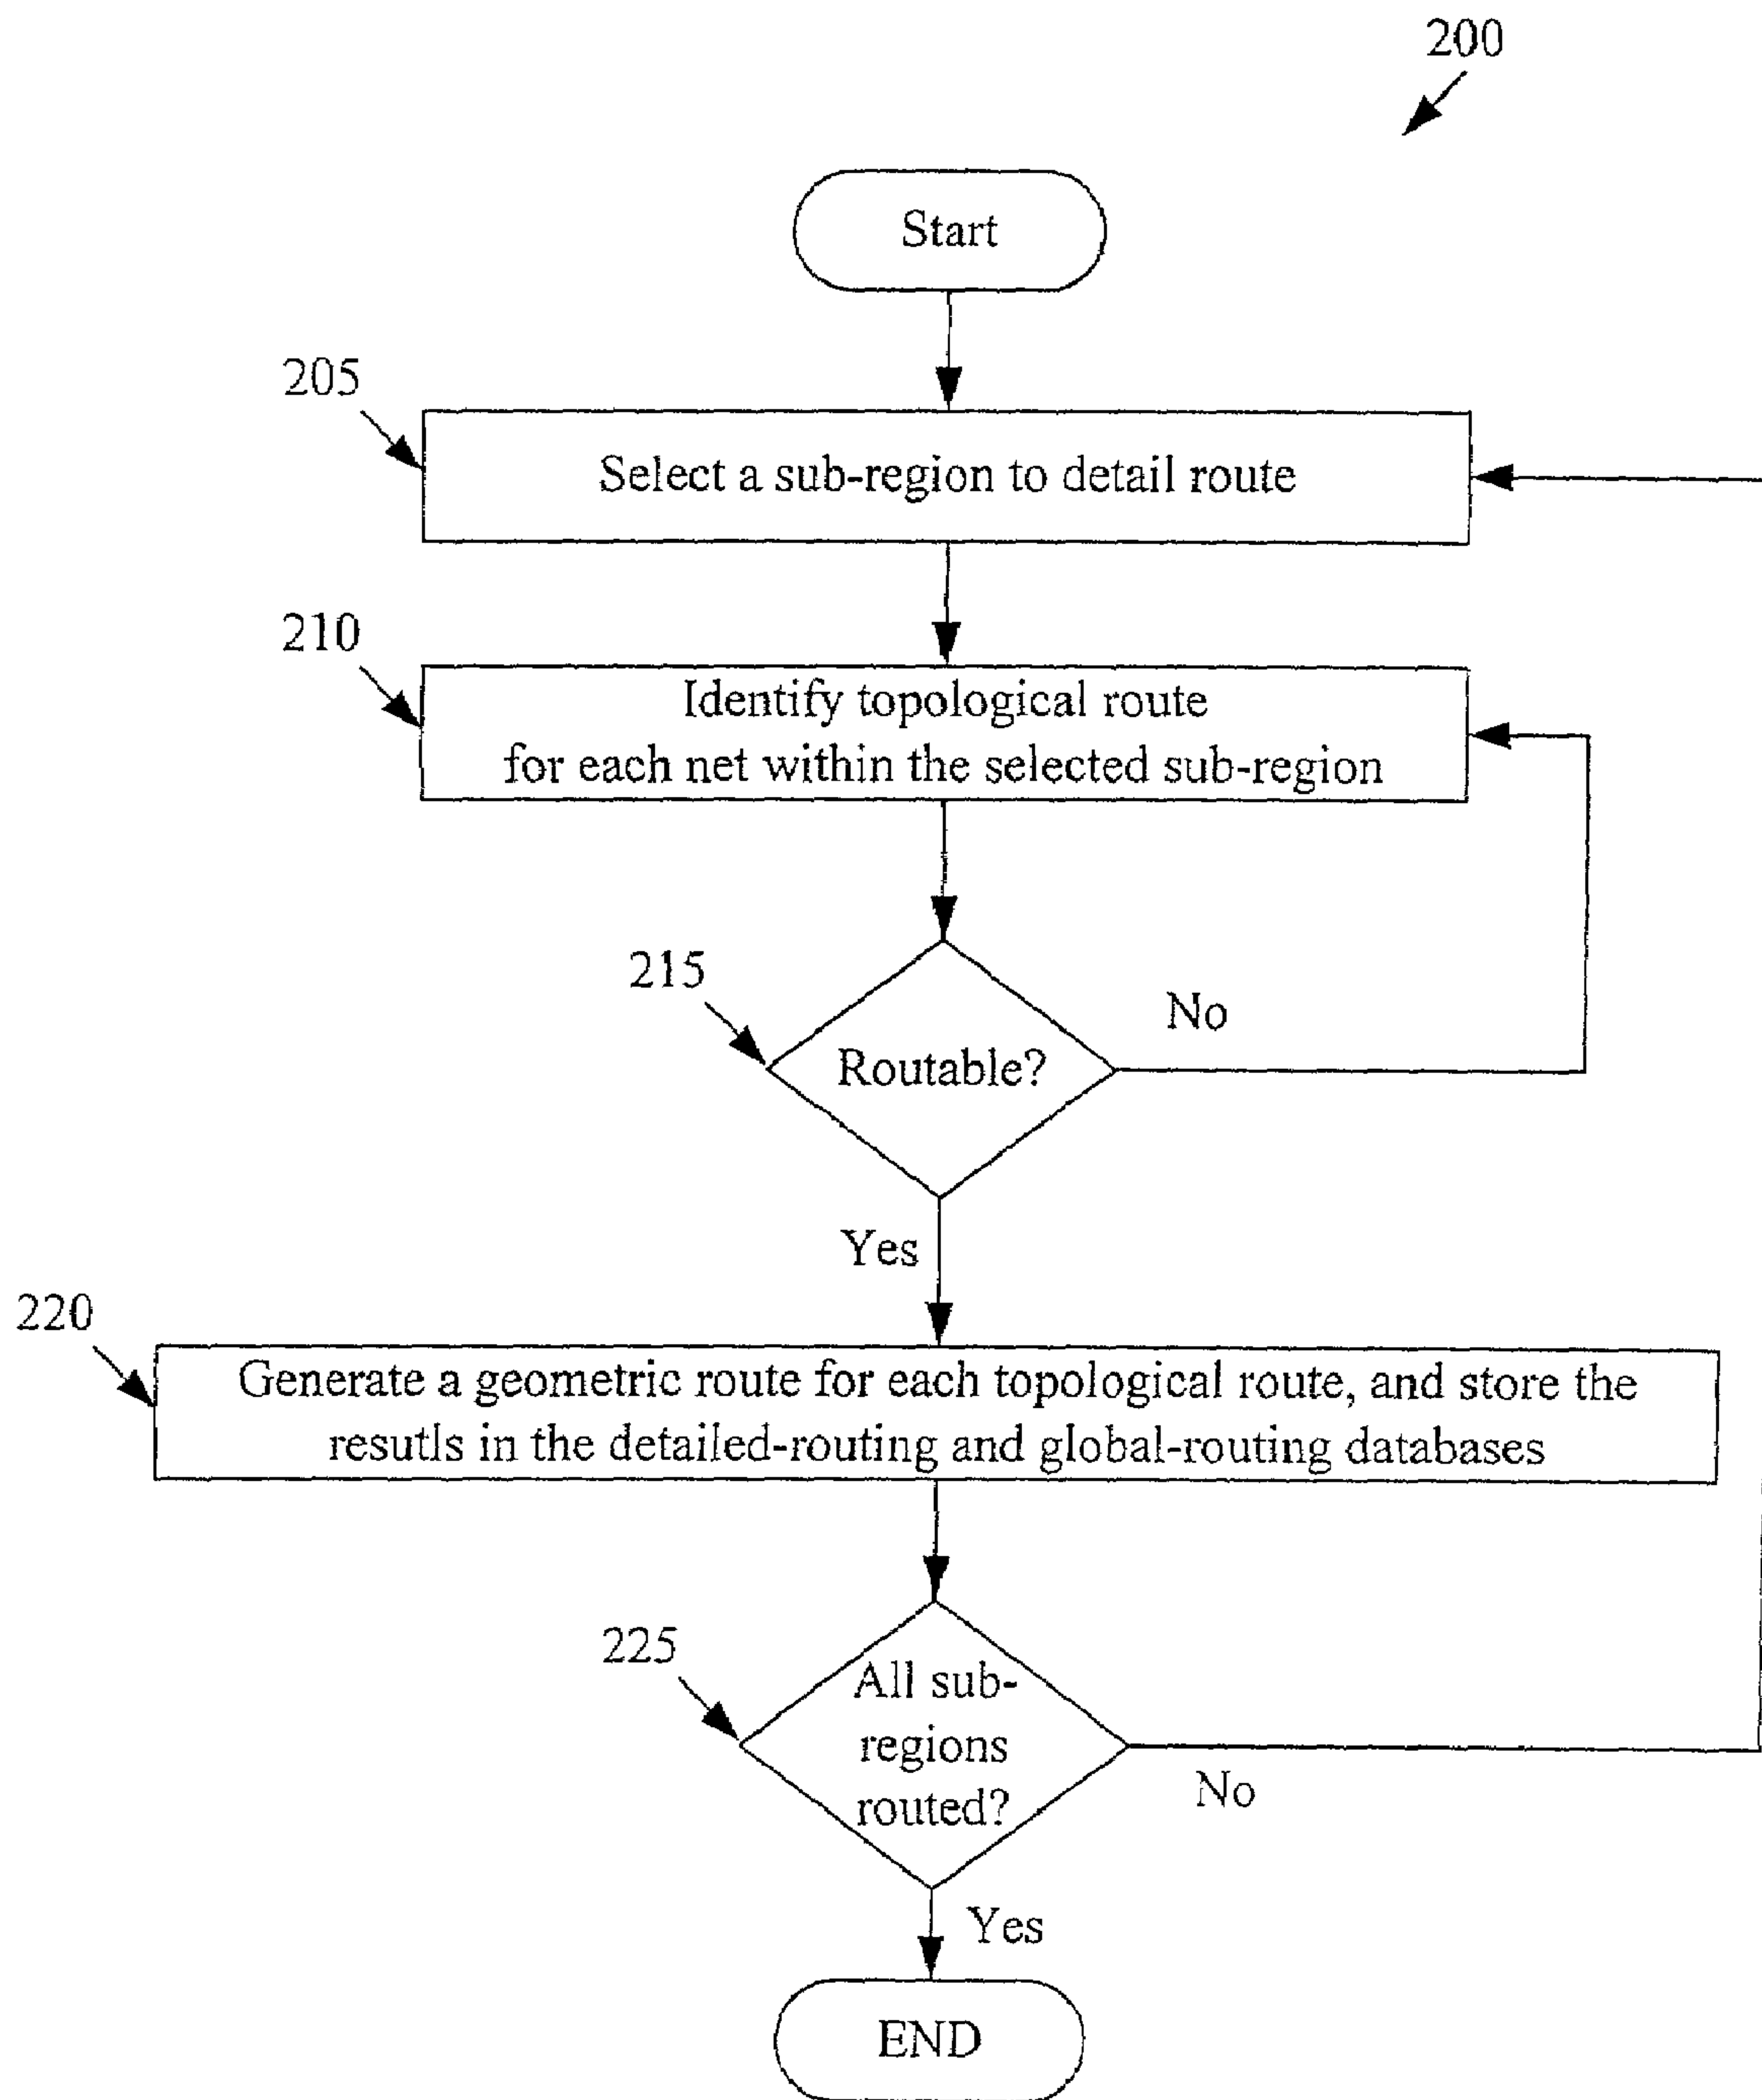 200
Start
205
Select a sub-region to detail route
210
Identify topological route
for each net within the selected sub-region
215
Routable?
No
Yes
220
Generate a geometric route for each topological route, and store the
resutls in the detailed-routing and global-routing databases
225
All sub-
regions
routed?
No
Yes
END